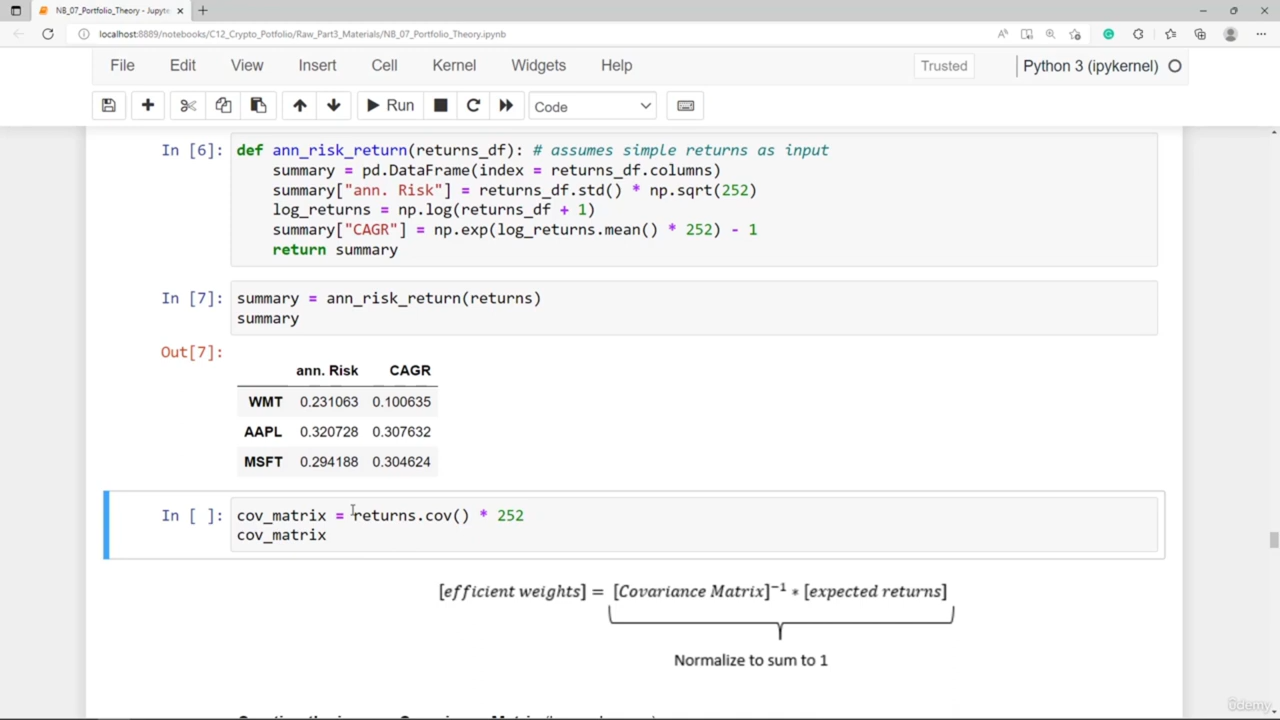 NB_07_Portfolio_Theory - Jupyte
localhost:8889/notebooks/C12_Crypto_Potfolio/Raw_Part3_Materials/NB_07_Portfolio_Theory.ipynb
File Edit View Insert Cell Kernel Widgets Help Trusted Python 3 (ipykernel)
Run Code
In [6]: def ann_risk_return(returns_df): # assumes simple returns as input
summary = pd.DataFrame(index = returns_df.columns)
summary["ann. Risk"] = returns_df.std() * np.sqrt(252)
log_returns = np.log(returns_df + 1)
summary["CAGR"] = np.exp(log_returns.mean() * 252) - 1
return summary
In [7]: summary = ann_risk_return(returns)
summary
Out[7]:
ann. Risk CAGR
WMT 0.231063 0.100635
AAPL 0.320728 0.307632
MSFT 0.294188 0.304624
In [ ]: cov_matrix = returns.cov() * 252
cov_matrix
[efficient weights] = [Covariance Matrix]⁻¹ * [expected returns]
Normalize to sum to 1
ûdemy